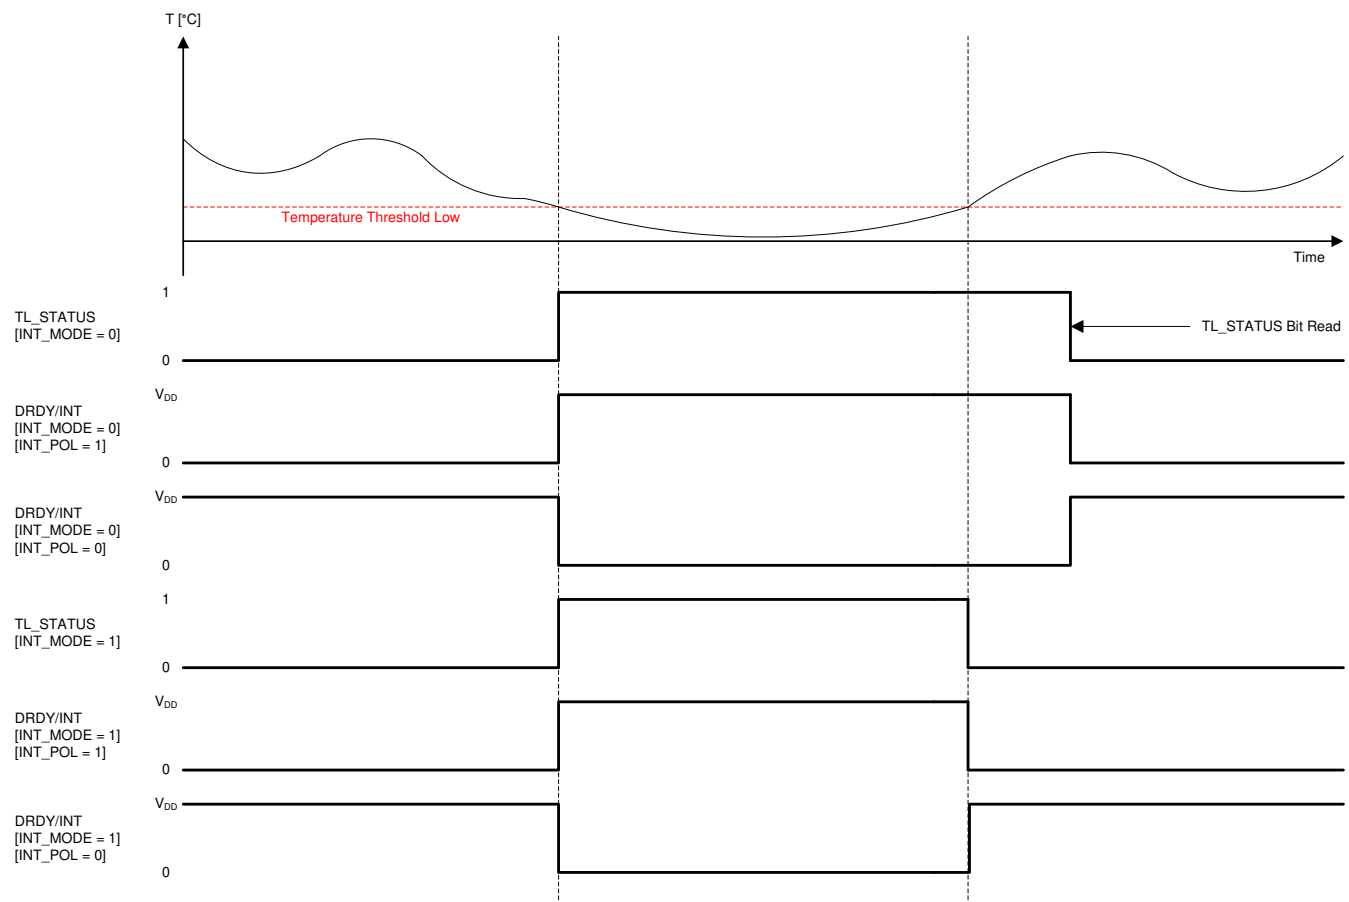 T [°C]
Temperature Threshold Low
Time
1
TL_STATUS
[INT_MODE = 0]
TL_STATUS Bit Read
0
VDD
DRDY/INT
[INT_MODE = 0]
[INT_POL = 1]
0
VDD
DRDY/INT
[INT_MODE = 0]
[INT_POL = 0]
0
1
TL_STATUS
[INT_MODE = 1]
0
VDD
DRDY/INT
[INT_MODE = 1]
[INT_POL = 1]
0
VDD
DRDY/INT
[INT_MODE = 1]
[INT_POL = 0]
0